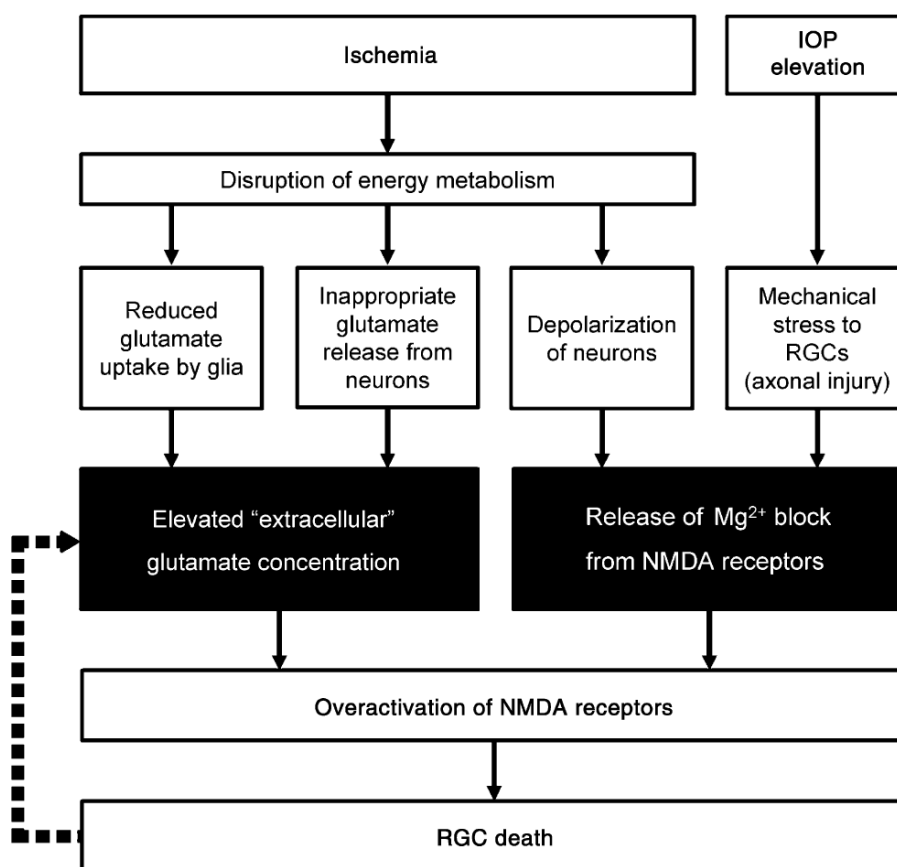 Ischemia
IOP
elevation
Disruption of energy metabolism
Reduced
glutamate
uptake by glia
Inappropriate
glutamate
release from
neurons
Depolarization
of neurons
Mechanical
stress to
RGCs
(axonal injury)
Elevated “extracellular”
glutamate concentration
Release of Mg²⁺ block
from NMDA receptors
Overactivation of NMDA receptors
RGC death